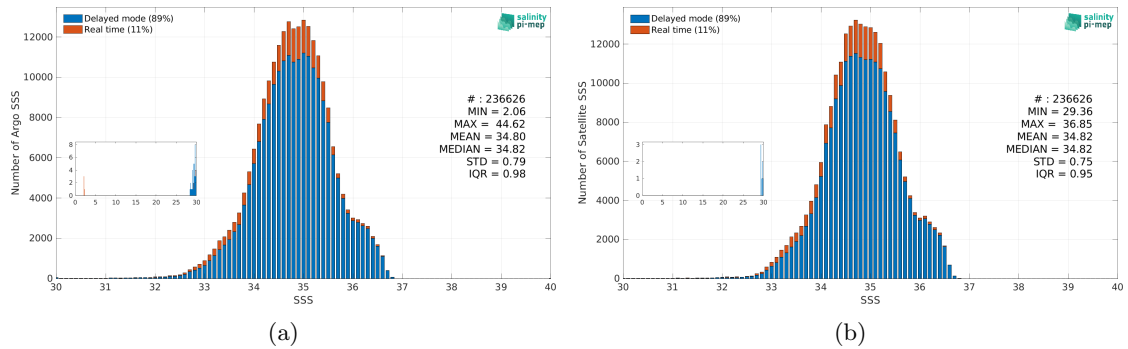 Delayed mode (89%)
Real time (11%)
salinity
pi-mep
12000
10000
8000
6000
4000
2000
0
Number of Argo SSS
# : 236626
MIN = 2.06
MAX = 44.62
MEAN = 34.80
MEDIAN = 34.82
STD = 0.79
IQR = 0.98
8
6
4
2
0
0 5 10 15 20 25 30
30 31 32 33 34 35 36 37 38 39 40
SSS
(a)
Delayed mode (89%)
Real time (11%)
salinity
pi-mep
12000
10000
8000
6000
4000
2000
0
Number of Satellite SSS
# : 236626
MIN = 29.36
MAX = 36.85
MEAN = 34.82
MEDIAN = 34.82
STD = 0.75
IQR = 0.95
3
2
1
0
0 5 10 15 20 25 30
30 31 32 33 34 35 36 37 38 39 40
SSS
(b)